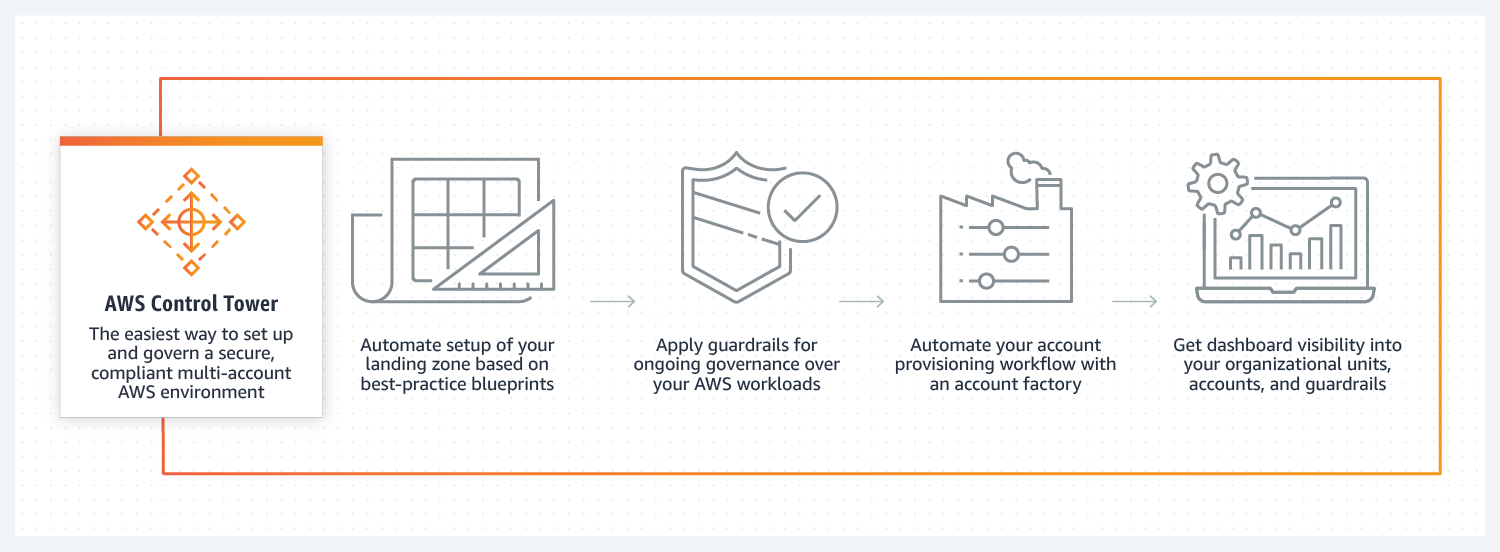 AWS Control Tower
The easiest way to set up
and govern a secure,
compliant multi-account
AWS environment
Automate setup of your
landing zone based on
best-practice blueprints
Apply guardrails for
ongoing governance over
your AWS workloads
Automate your account
provisioning workflow with
an account factory
Get dashboard visibility into
your organizational units,
accounts, and guardrails